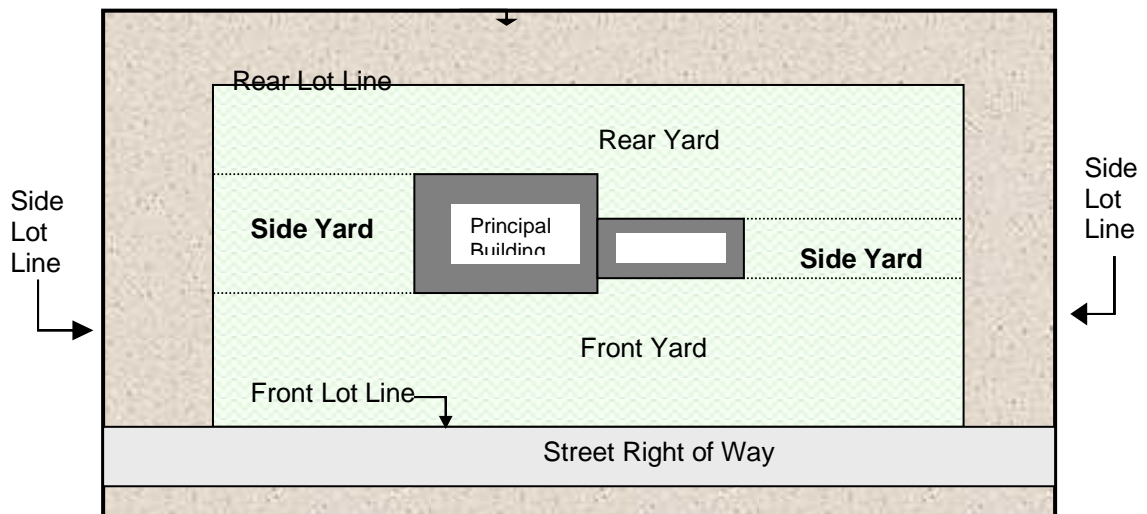 Rear Lot Line
Rear Yard
Side
Lot
Line
Side
Lot
Line
Side Yard
Principal
Building
Side Yard
Front Yard
Front Lot Line
Street Right of Way